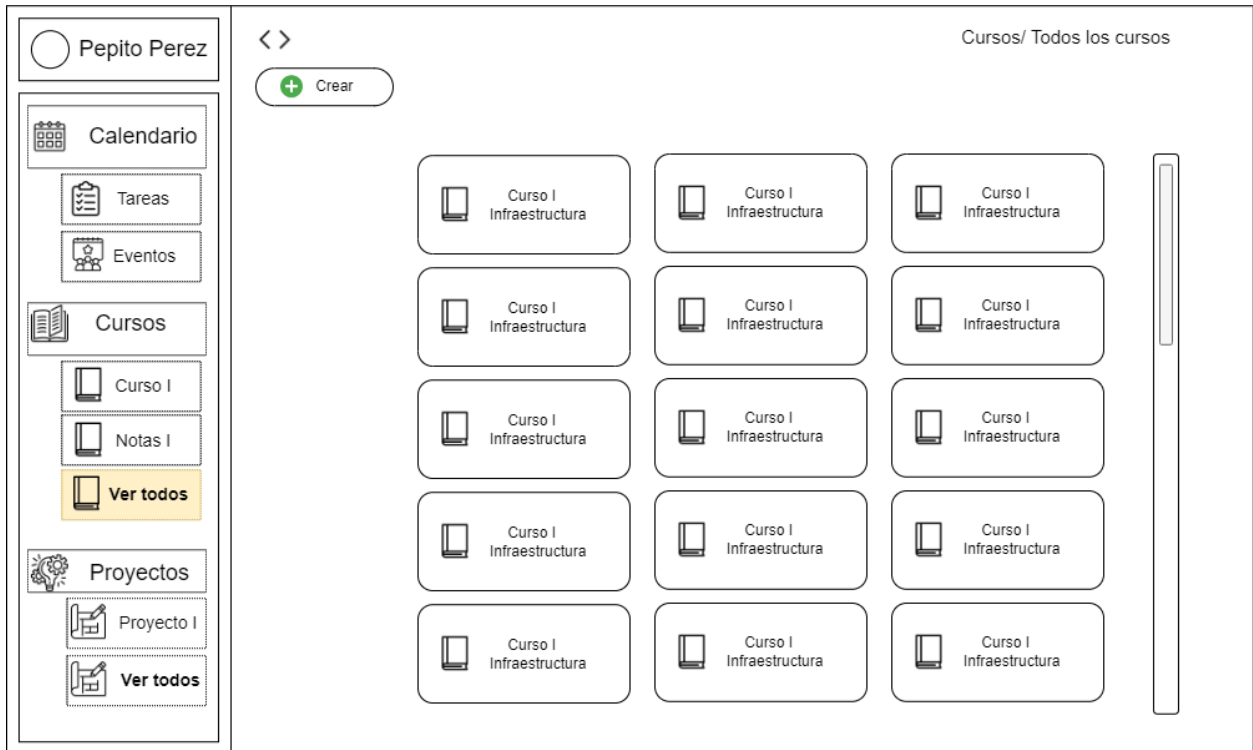 Pepito Perez
Cursos/ Todos los cursos
Crear
Calendario
Tareas
Eventos
Cursos
Curso I
Notas I
Ver todos
Proyectos
Proyecto I
Ver todos
Curso I
Infraestructura
Curso I
Infraestructura
Curso I
Infraestructura
Curso I
Infraestructura
Curso I
Infraestructura
Curso I
Infraestructura
Curso I
Infraestructura
Curso I
Infraestructura
Curso I
Infraestructura
Curso I
Infraestructura
Curso I
Infraestructura
Curso I
Infraestructura
Curso I
Infraestructura
Curso I
Infraestructura
Curso I
Infraestructura